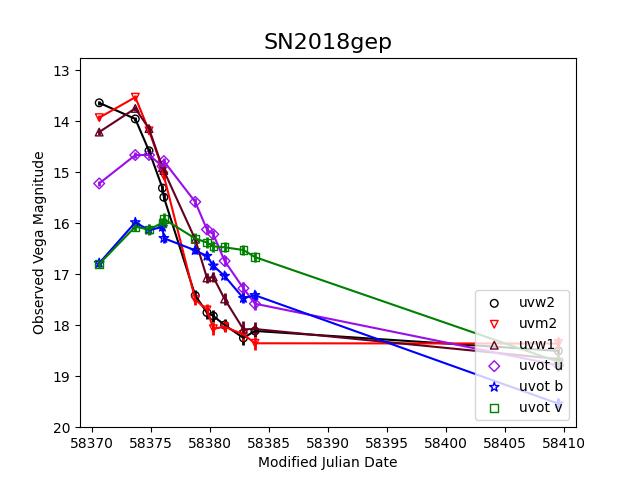 SN2018gep
Observed Vega Magnitude
13
14
15
16
17
18
19
20
uvw2
uvm2
uvw1
uvot u
uvot b
uvot v
58370 58375 58380 58385 58390 58395 58400 58405 58410
Modified Julian Date